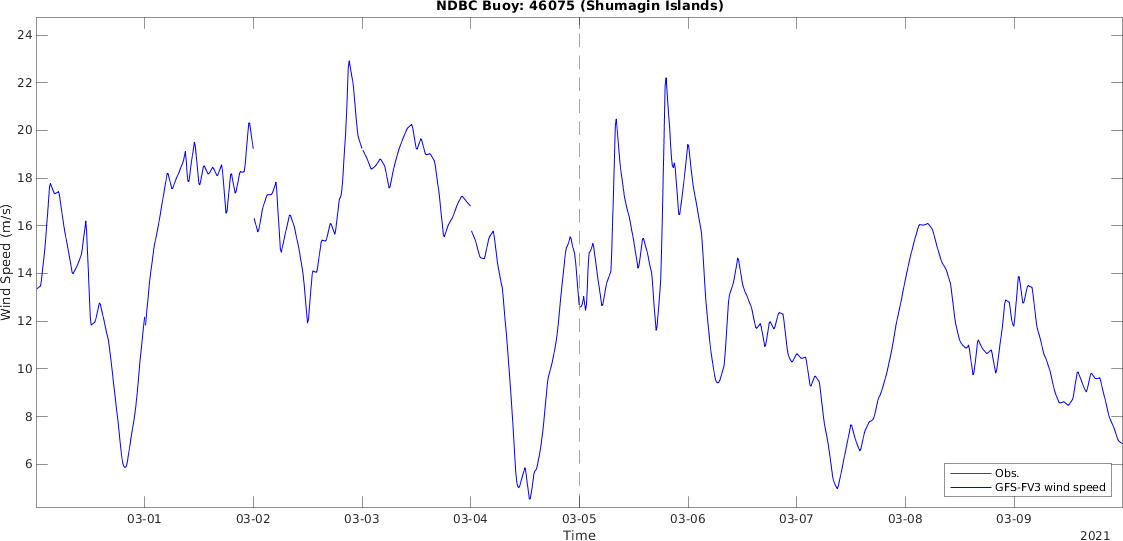 NDBC Buoy: 46075 (Shumagin Islands)
24
22
20
18
16
14
12
10
8
6
Wind Speed (m/s)
Obs.
GFS-FV3 wind speed
03-01 03-02 03-03 03-04 03-05 03-06 03-07 03-08 03-09
Time
2021